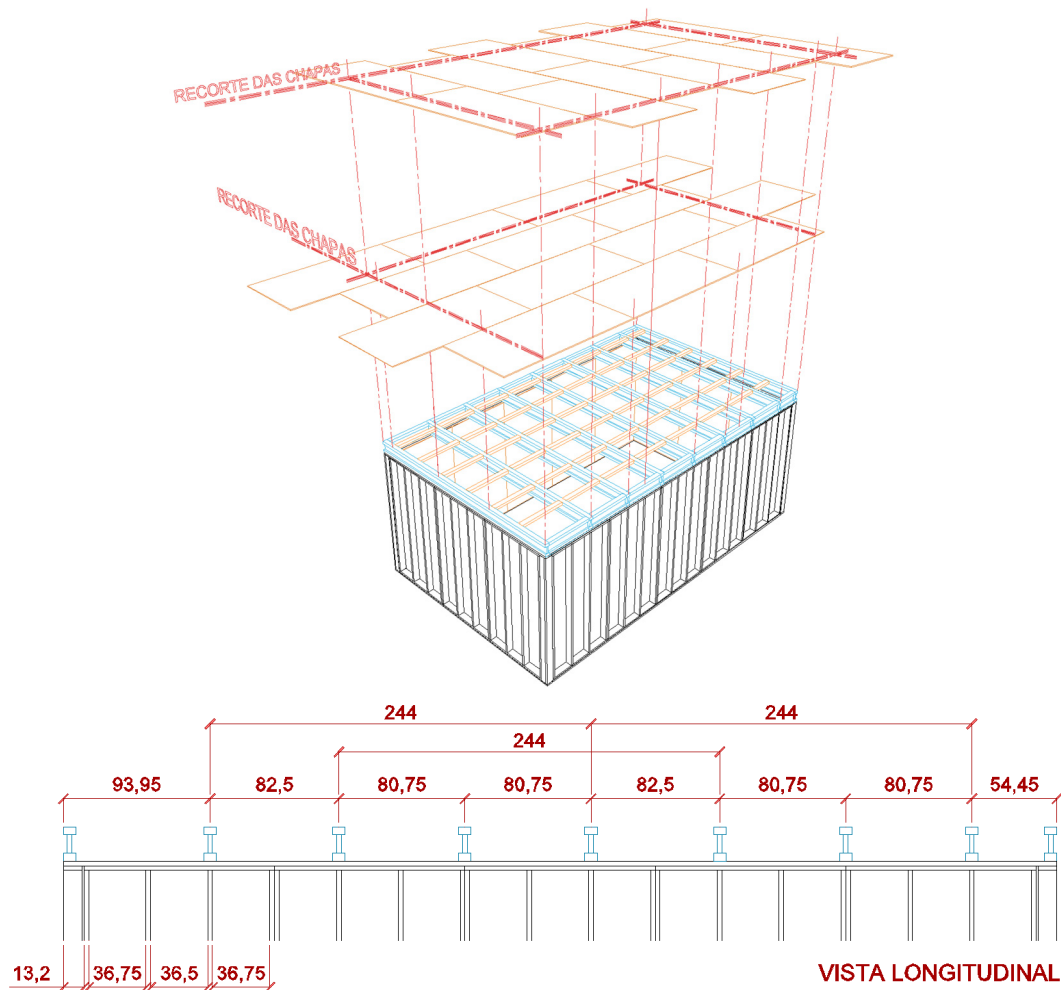 RECORTE DAS CHAPAS
RECORTE DAS CHAPAS
244 244
244
93,95 82,5 80,75 80,75 82,5 80,75 80,75 54,45
13,2 36,75 36,5 36,75
VISTA LONGITUDINAL